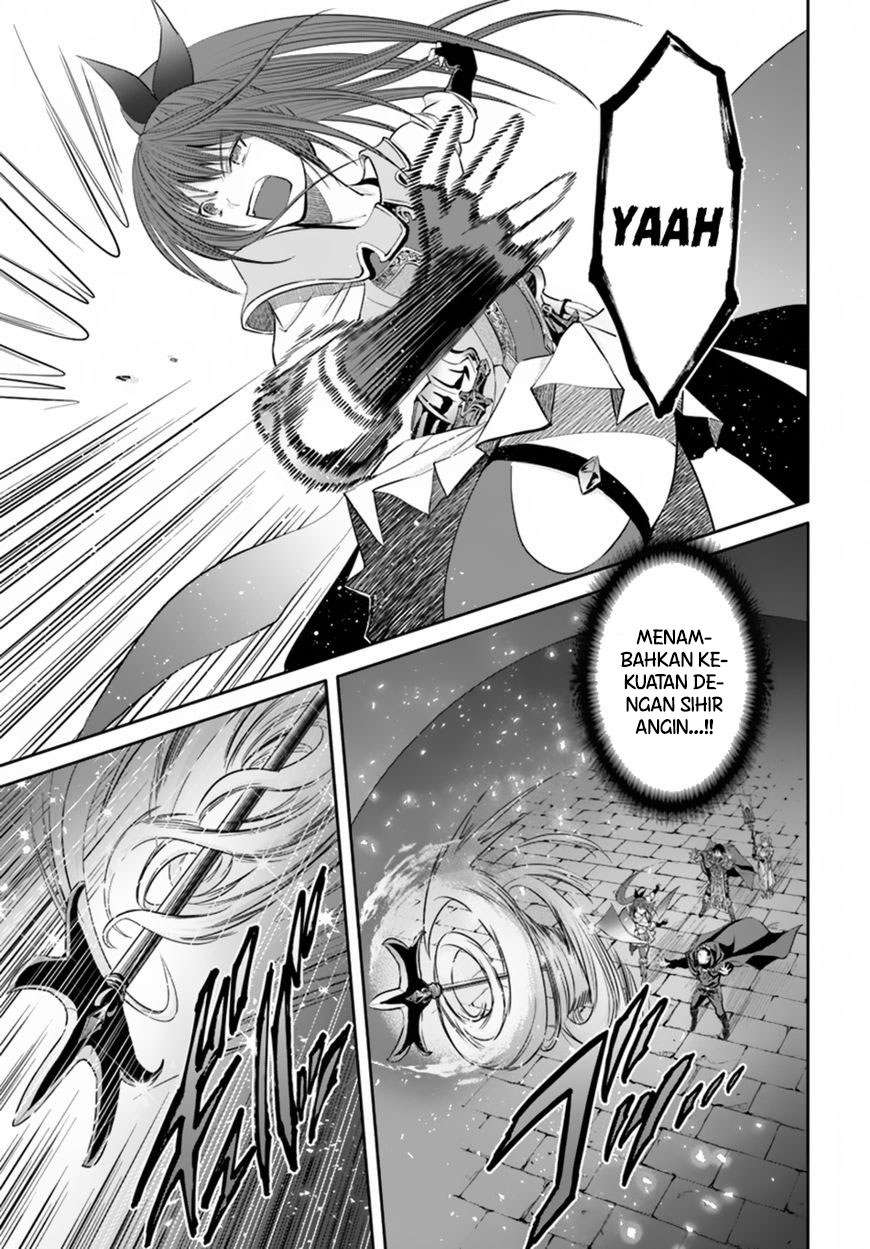 YAAH
MENAM-
BAHKAN KE-
KUATAN DE-
NGAN SIHIR
ANGIN...!!